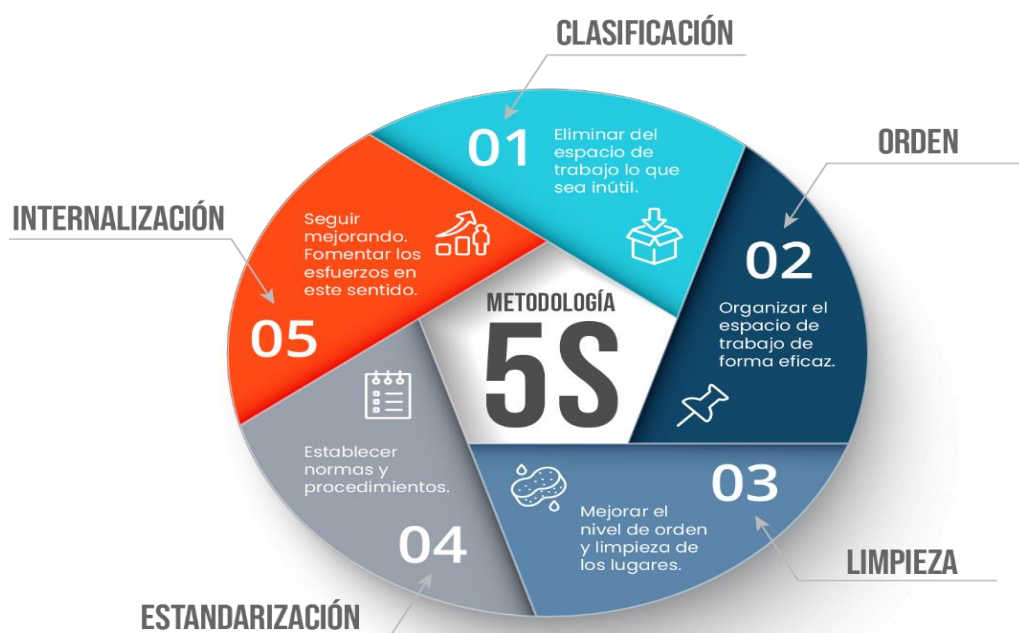 CLASIFICACIÓN
01
Eliminar del
espacio de
trabajo lo que
sea inútil.
ORDEN
02
Organizar el
espacio de
trabajo de
forma eficaz.
INTERNALIZACIÓN
Seguir
mejorando.
Fomentar los
esfuerzos en
este sentido.
05
METODOLOGÍA
5S
Establecer
normas y
procedimientos.
04
ESTANDARIZACIÓN
03
Mejorar el
nivel de orden
y limpieza de
los lugares.
LIMPIEZA